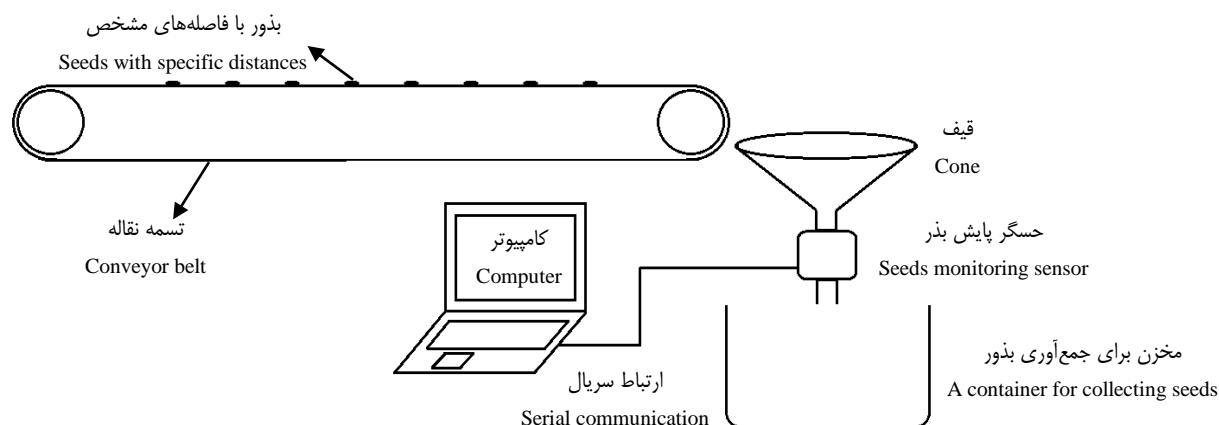 بذور با فاصله‌های مشخص
Seeds with specific distances
قیف
Cone
تسمه نقاله
Conveyor belt
کامپیوتر
Computer
حسگر پایش بذر
Seeds monitoring sensor
مخزن برای جمع‌آوری بذور
A container for collecting seeds
ارتباط سریال
Serial communication